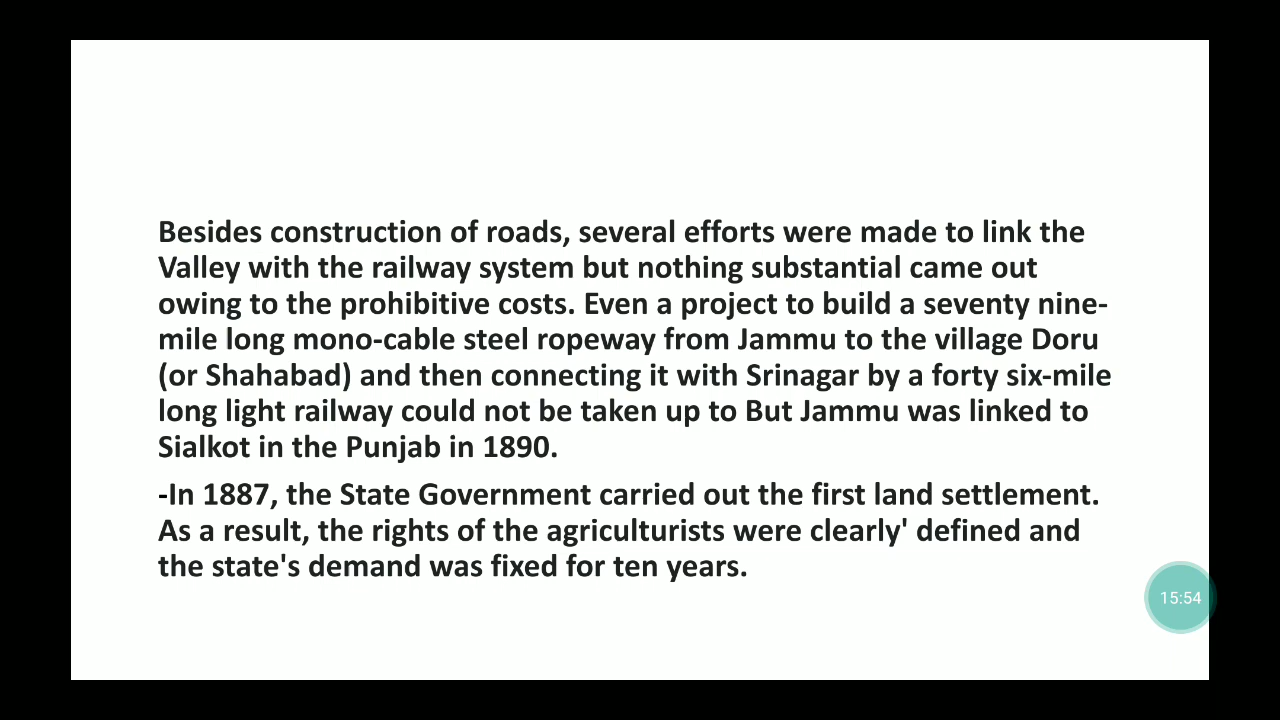 Besides construction of roads, several efforts were made to link the
Valley with the railway system but nothing substantial came out
owing to the prohibitive costs. Even a project to build a seventy nine-
mile long mono-cable steel ropeway from Jammu to the village Doru
(or Shahabad) and then connecting it with Srinagar by a forty six-mile
long light railway could not be taken up to But Jammu was linked to
Sialkot in the Punjab in 1890.
-In 1887, the State Government carried out the first land settlement.
As a result, the rights of the agriculturists were clearly' defined and
the state's demand was fixed for ten years.
15:54